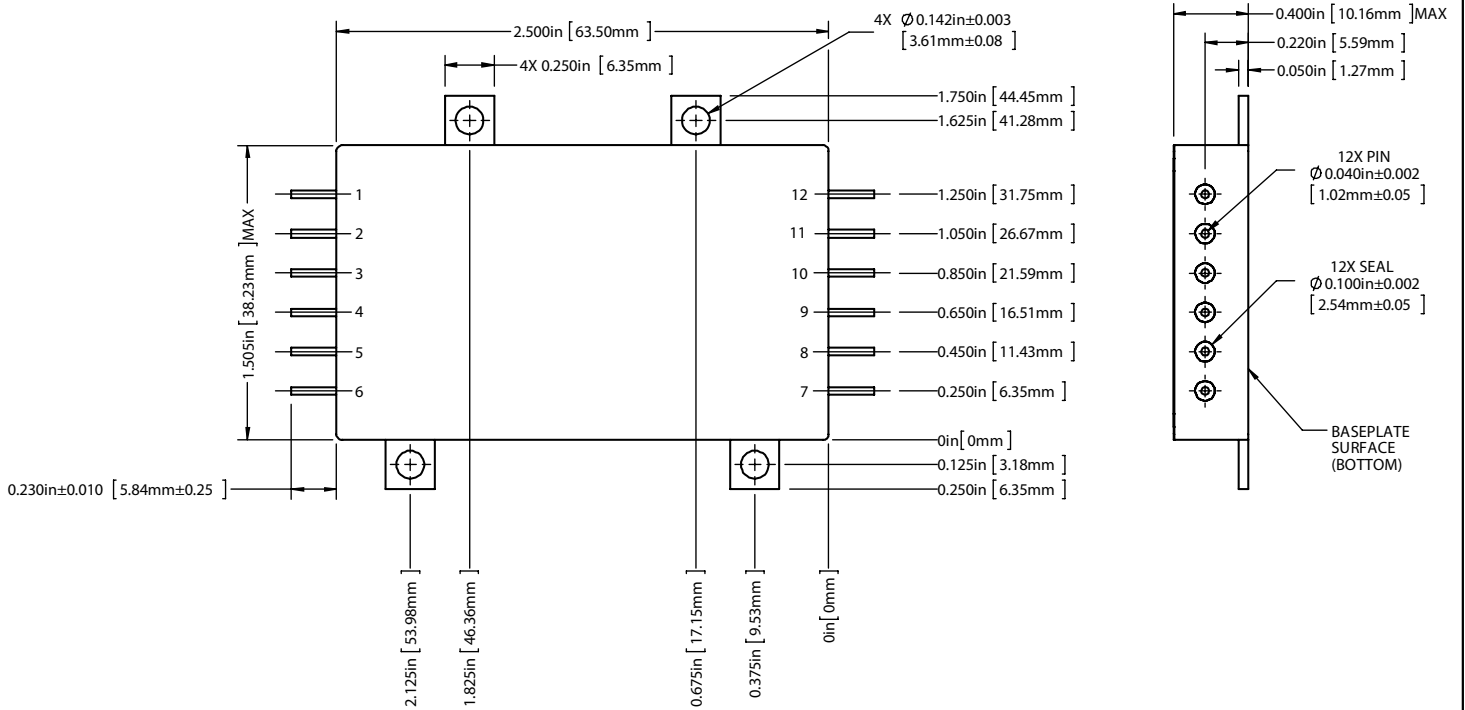 2.500in [63.50mm ]
4X 0.250in [6.35mm ]
4X Ø0.142in±0.003
[3.61mm±0.08 ]
1.750in [44.45mm ]
1.625in [41.28mm ]
1.505in [38.23mm ]MAX
1
2
3
4
5
6
12
11
10
9
8
7
1.250in [31.75mm ]
1.050in [26.67mm ]
0.850in [21.59mm ]
0.650in [16.51mm ]
0.450in [11.43mm ]
0.250in [6.35mm ]
0in[0mm ]
0.125in [3.18mm ]
0.250in [6.35mm ]
0.230in±0.010 [5.84mm±0.25 ]
2.125in [53.98mm ]
1.825in [46.36mm ]
0.675in [17.15mm ]
0.375in [9.53mm ]
0in[0mm ]
0.400in [10.16mm ]MAX
0.220in [5.59mm ]
0.050in [1.27mm ]
12X PIN
Ø0.040in±0.002
[1.02mm±0.05 ]
12X SEAL
Ø0.100in±0.002
[2.54mm±0.05 ]
BASEPLATE
SURFACE
(BOTTOM)